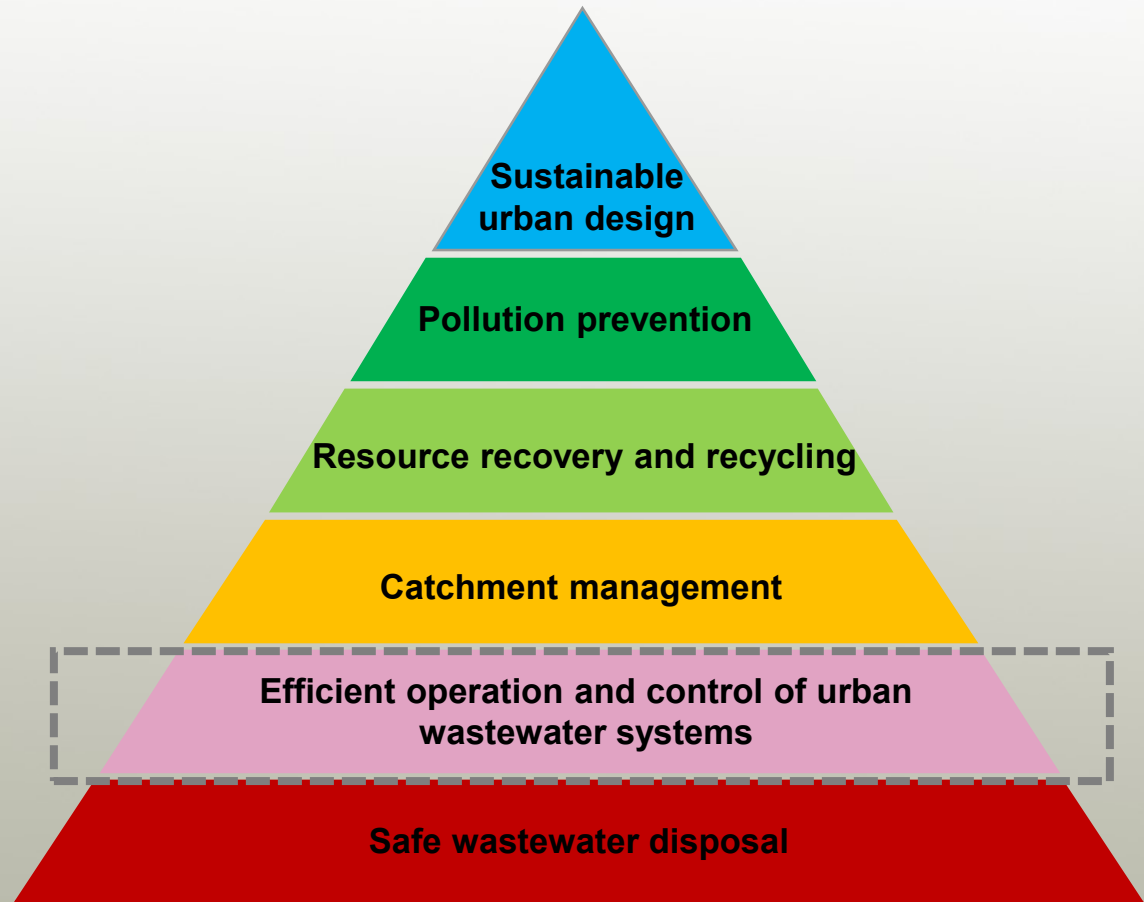 Sustainable
urban design
Pollution prevention
Resource recovery and recycling
Catchment management
Efficient operation and control of urban
wastewater systems
Safe wastewater disposal